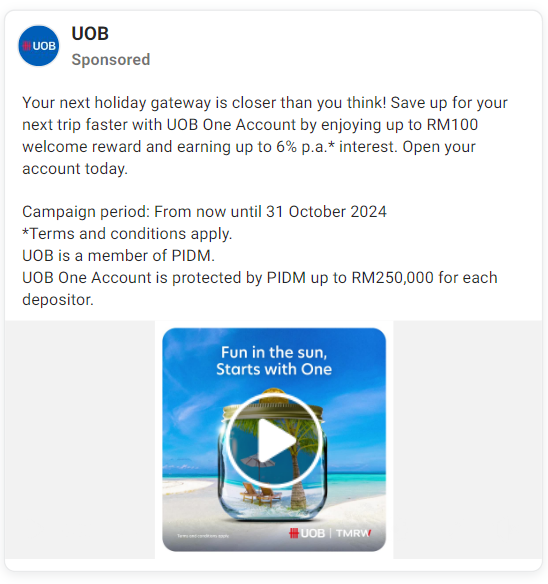 UOB
UOB
Sponsored
Your next holiday gateway is closer than you think! Save up for your
next trip faster with UOB One Account by enjoying up to RM100
welcome reward and earning up to 6% p.a.* interest. Open your
account today.
Campaign period: From now until 31 October 2024
*Terms and conditions apply.
UOB is a member of PIDM.
UOB One Account is protected by PIDM up to RM250,000 for each
depositor.
Fun in the sun,
Starts with One
Terms and conditions apply.
UOB | TMRW